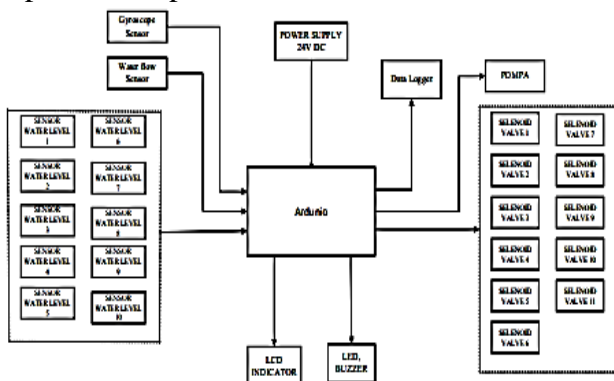 Gyroscope
Sensor
Water flow
Sensor
POWER SUPPLY
24V DC
Data Logger
POMPA
SENSOR
WATER LEVEL
1
SENSOR
WATER LEVEL
6
SENSOR
WATER LEVEL
2
SENSOR
WATER LEVEL
7
SENSOR
WATER LEVEL
3
SENSOR
WATER LEVEL
8
SENSOR
WATER LEVEL
4
SENSOR
WATER LEVEL
9
SENSOR
WATER LEVEL
5
SENSOR
WATER LEVEL
10
Ardunio
SELENOID
VALVE 1
SELENOID
VALVE 7
SELENOID
VALVE 2
SELENOID
VALVE 8
SELENOID
VALVE 3
SELENOID
VALVE 9
SELENOID
VALVE 4
SELENOID
VALVE 10
SELENOID
VALVE 5
SELENOID
VALVE 11
SELENOID
VALVE 6
LCD
INDICATOR
LED,
BUZZER